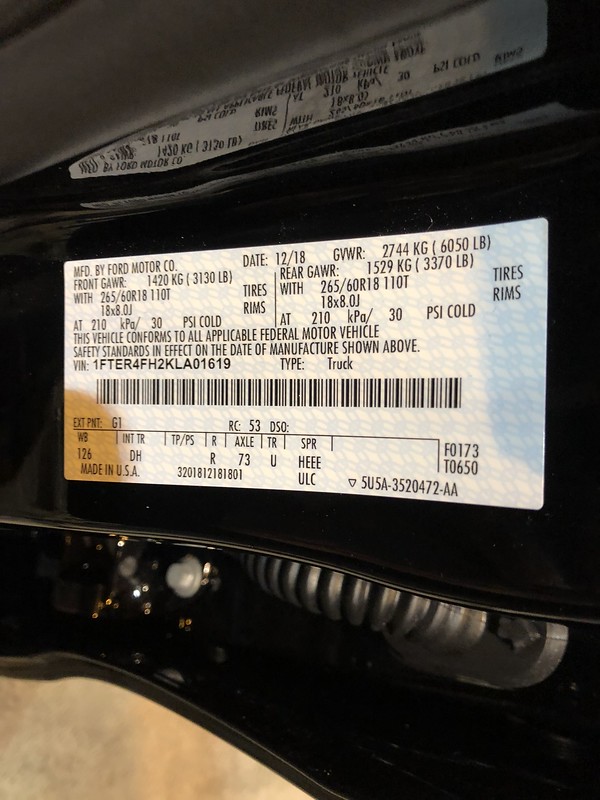 MFD. BY FORD MOTOR CO.
DATE: 12/18 GVWR: 2744 KG ( 6050 LB)
FRONT GAWR: 1420 KG ( 3130 LB) REAR GAWR: 1529 KG ( 3370 LB)
WITH 265/60R18 110T TIRES WITH 265/60R18 110T TIRES
18x8.0J RIMS 18x8.0J RIMS
AT 210 kPa/ 30 PSI COLD AT 210 kPa/ 30 PSI COLD
THIS VEHICLE CONFORMS TO ALL APPLICABLE FEDERAL MOTOR VEHICLE
SAFETY STANDARDS IN EFFECT ON THE DATE OF MANUFACTURE SHOWN ABOVE.
VIN: 1FTER4FH2KLA01619 TYPE: Truck
EXT PNT: G1 RC: 53 DSO:
WB INT TR TP/PS R AXLE TR SPR
126 DH R 73 U HEEE F0173
MADE IN U.S.A. 3201812181801 ULC T0650
5U5A-3520472-AA